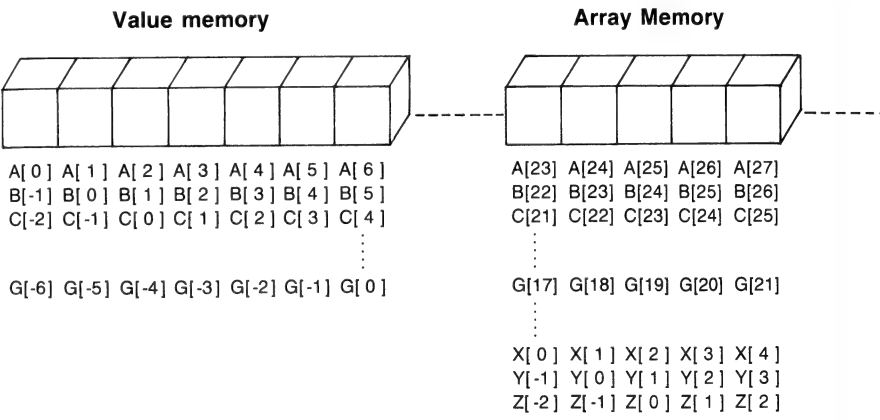 Value memory
A[ 0 ] A[ 1 ] A[ 2 ] A[ 3 ] A[ 4 ] A[ 5 ] A[ 6 ]
B[-1] B[ 0 ] B[ 1 ] B[ 2 ] B[ 3 ] B[ 4 ] B[ 5 ]
C[-2] C[-1] C[ 0 ] C[ 1 ] C[ 2 ] C[ 3 ] C[ 4 ]
G[-6] G[-5] G[-4] G[-3] G[-2] G[-1] G[ 0 ]
Array Memory
A[23] A[24] A[25] A[26] A[27]
B[22] B[23] B[24] B[25] B[26]
C[21] C[22] C[23] C[24] C[25]
G[17] G[18] G[19] G[20] G[21]
X[ 0 ] X[ 1 ] X[ 2 ] X[ 3 ] X[ 4 ]
Y[-1] Y[ 0 ] Y[ 1 ] Y[ 2 ] Y[ 3 ]
Z[-2] Z[-1] Z[ 0 ] Z[ 1 ] Z[ 2 ]